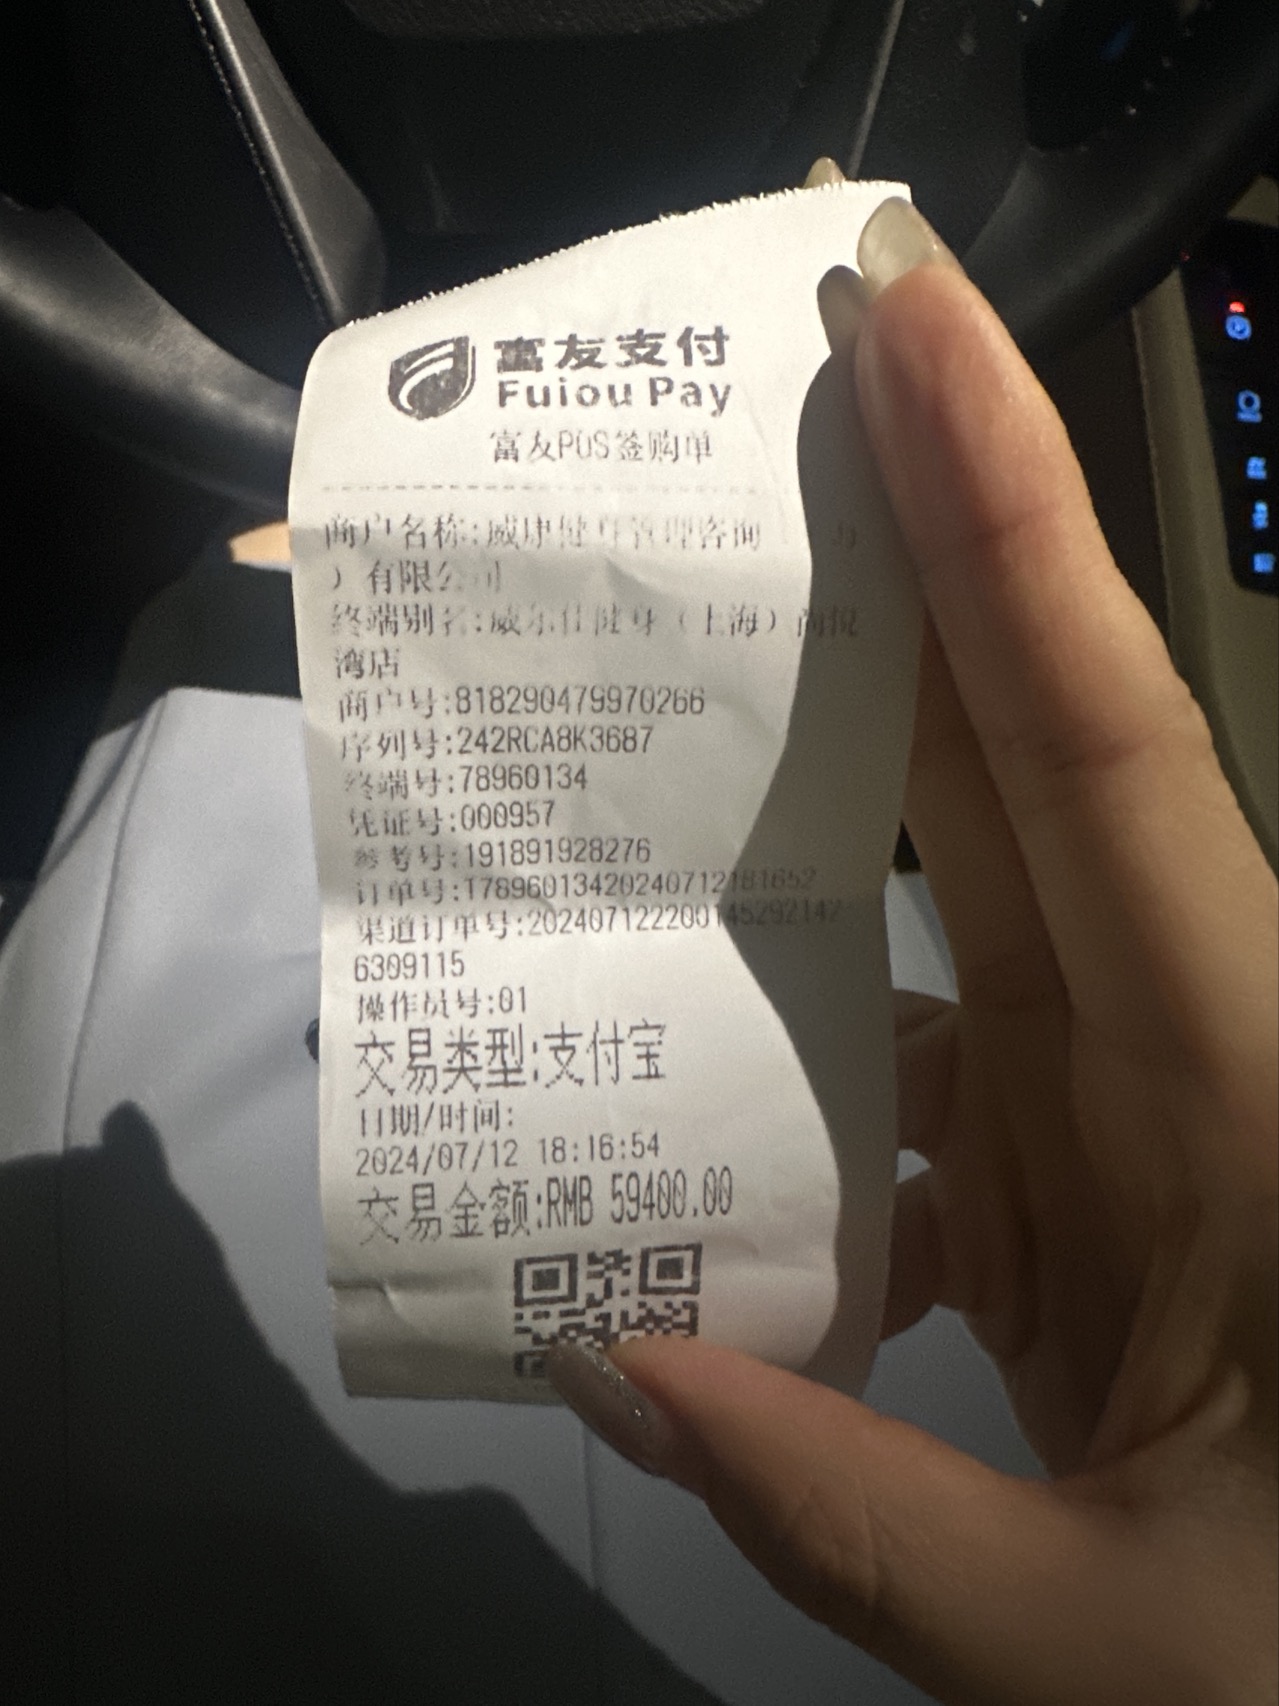 富友支付
Fuiou Pay
富友POS签购单
商户名称:威康健身管理咨询
)有限公司
终端别名:威尔仕健身(上海)尚悦
湾店
商户号:818290479970266
序列号:242RCA8K3687
终端号:78960134
凭证号:000957
参考号:191891928276
订单号:1789601342024071218165​2
渠道订单号:202407122200145292142
6309115
操作员号:01
交易类型:支付宝
日期/时间:
2024/07/12 18:16:54
交易金额:RMB 59400.00